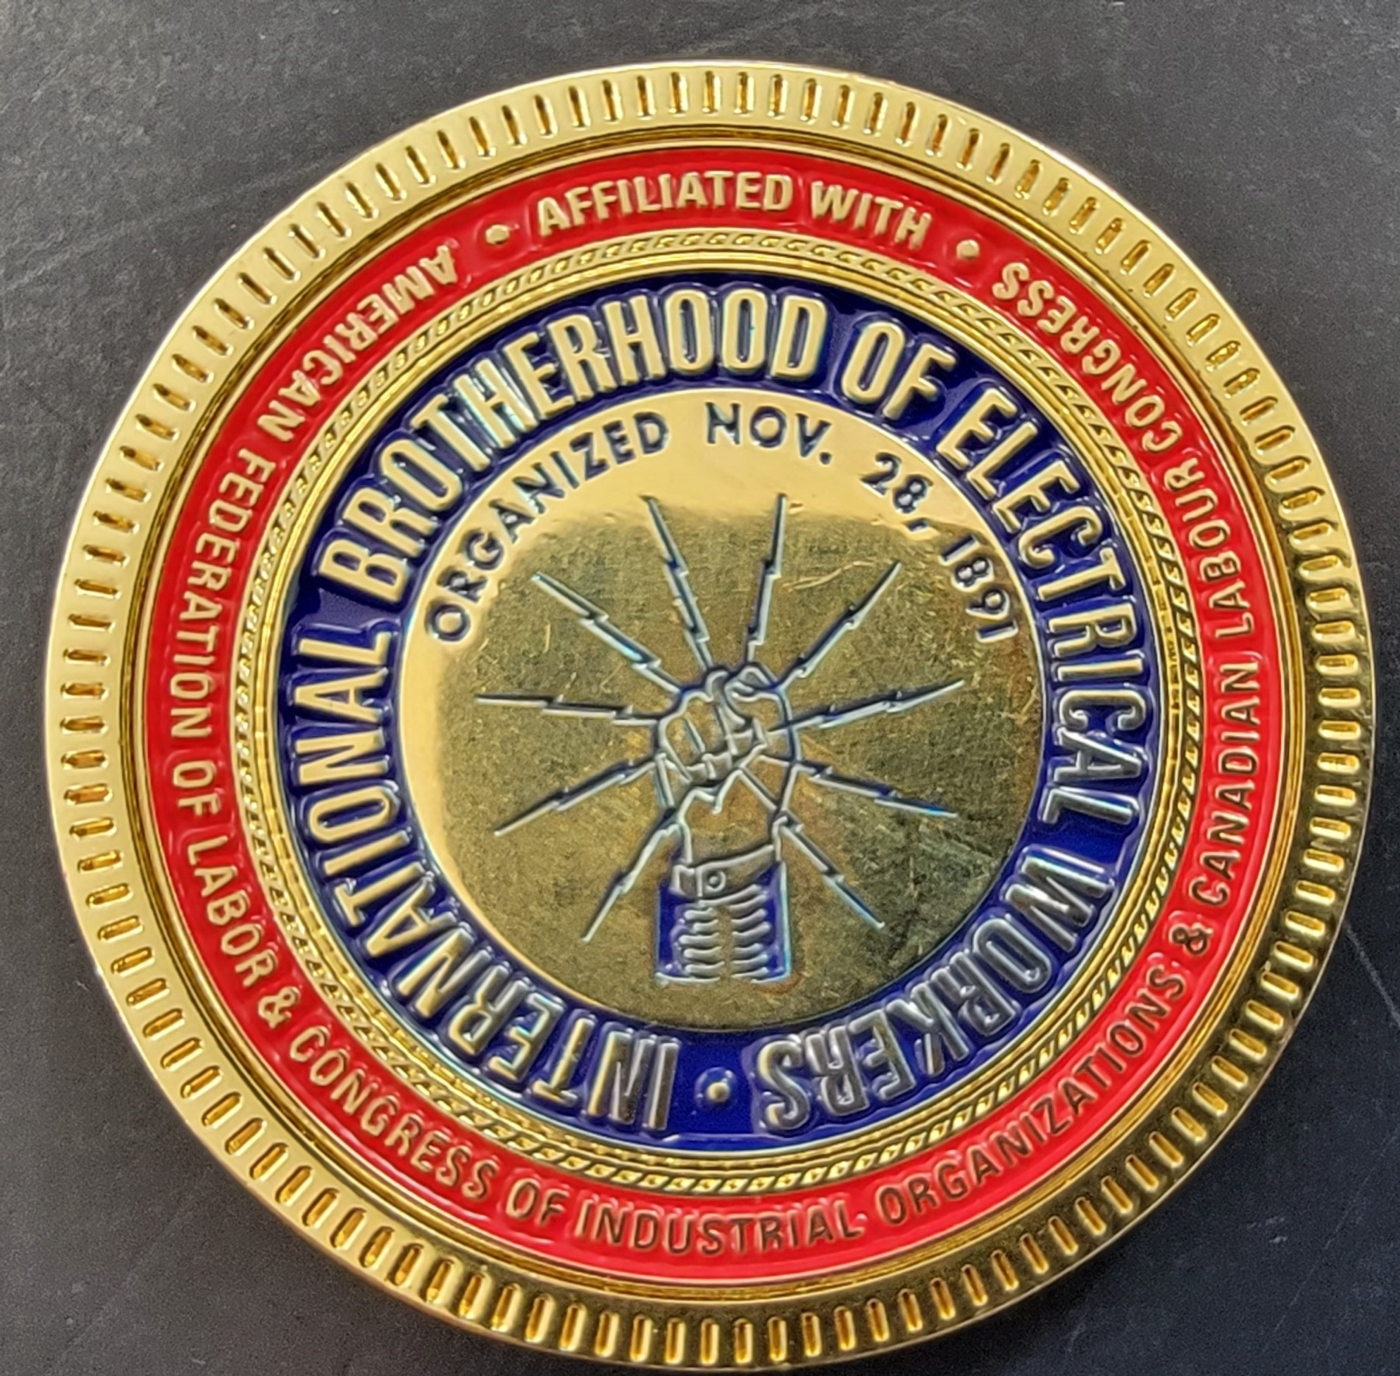 AFFILIATED WITH
AMERICAN FEDERATION OF LABOR & CONGRESS OF INDUSTRIAL ORGANIZATIONS & CANADIAN LABOUR CONGRESS
INTERNATIONAL BROTHERHOOD OF ELECTRICAL WORKERS
ORGANIZED NOV. 28, 1891